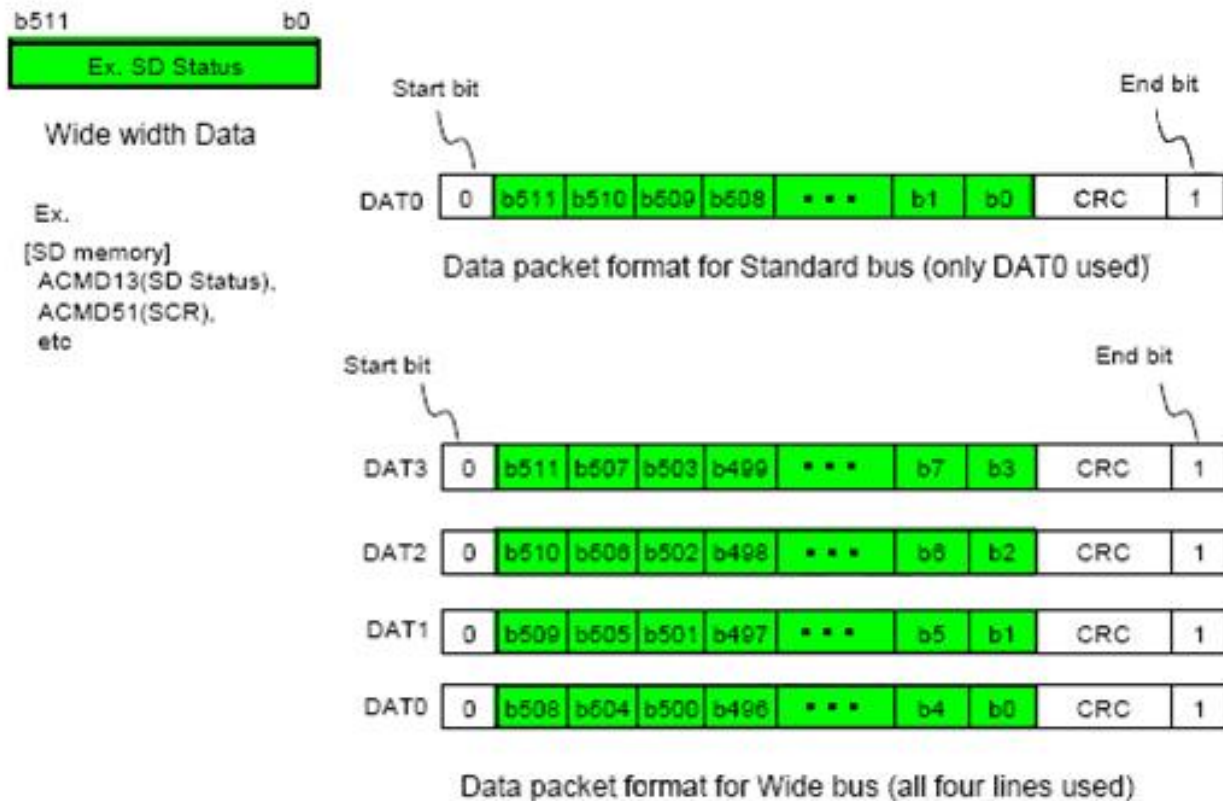 b511 b0
Ex. SD Status
Wide width Data
Ex.
[SD memory]
ACMD13(SD Status),
ACMD51(SCR),
etc
Start bit End bit
DAT0 0 b511 b510 b509 b508 ▪ ▪ ▪ b1 b0 CRC 1
Data packet format for Standard bus (only DAT0 used)
Start bit End bit
DAT3 0 b511 b507 b503 b499 ▪ ▪ ▪ b7 b3 CRC 1
DAT2 0 b510 b506 b502 b498 ▪ ▪ ▪ b6 b2 CRC 1
DAT1 0 b509 b505 b501 b497 ▪ ▪ ▪ b5 b1 CRC 1
DAT0 0 b508 b504 b500 b496 ▪ ▪ ▪ b4 b0 CRC 1
Data packet format for Wide bus (all four lines used)